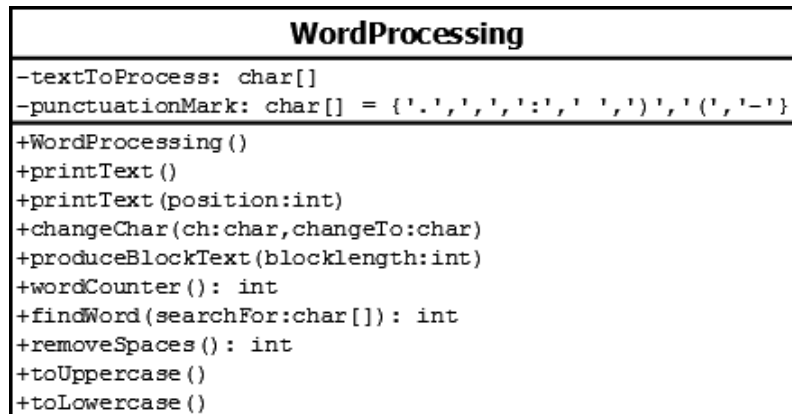 WordProcessing
-textToProcess: char[]
-punctuationMark: char[] = {'.',',',':',' ',')','(','-'}
+WordProcessing()
+printText()
+printText(position:int)
+changeChar(ch:char,changeTo:char)
+produceBlockText(blocklength:int)
+wordCounter(): int
+findWord(searchFor:char[]): int
+removeSpaces(): int
+toUppercase()
+toLowercase()